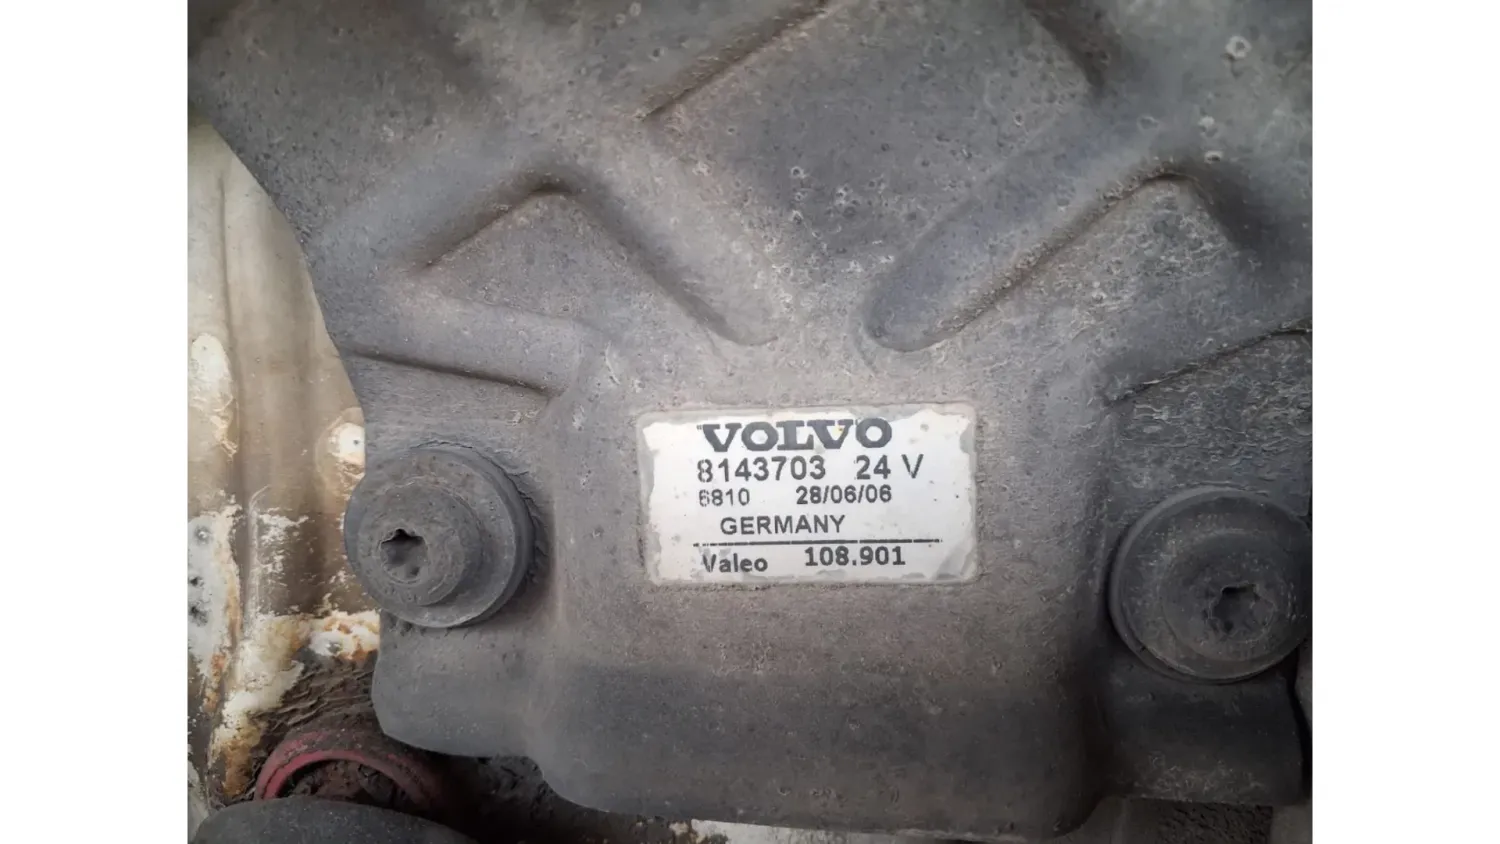 VOLVO
8143703 24 V
6810 28/06/06
GERMANY
Valeo 108.901